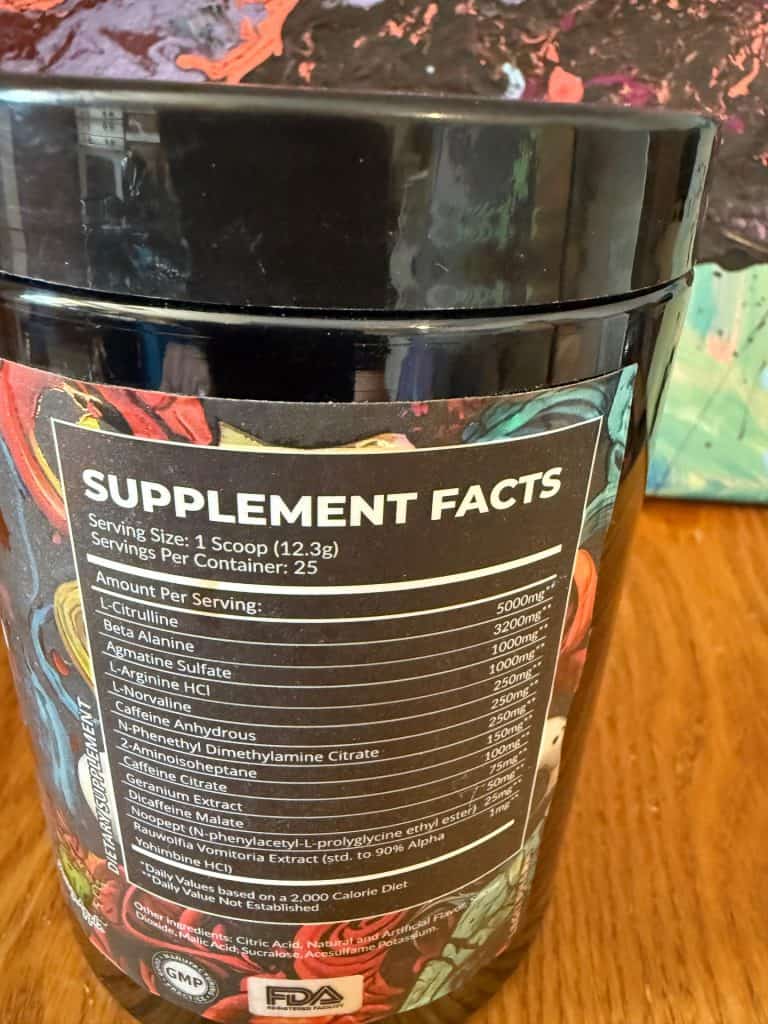 SUPPLEMENT FACTS
Serving Size: 1 Scoop (12.3g)
Servings Per Container: 25
Amount Per Serving:
L-Citrulline 5000mg**
Beta Alanine 3200mg**
Agmatine Sulfate 1000mg**
L-Arginine HCl 1000mg**
L-Norvaline 250mg**
Caffeine Anhydrous 250mg**
N-Phenethyl Dimethylamine Citrate 250mg**
2-Aminoisoheptane 150mg**
Caffeine Citrate 100mg**
Geranium Extract 75mg**
Dicaffeine Malate 50mg**
Noopept (N-phenylacetyl-L-prolyglycine ethyl ester) 25mg**
Rauwolfia Vomitoria Extract (std. to 90% Alpha 1mg**
Yohimbine HCl)
*Daily Values based on a 2,000 Calorie Diet
**Daily Value Not Established
Other Ingredients: Citric Acid, Natural and Artificial Flavor,
Dioxide, Malic Acid, Sucralose, Acesulfame Potassium.
DIETARY SUPPLEMENT
GMP
FDA
REGISTERED FACILITY